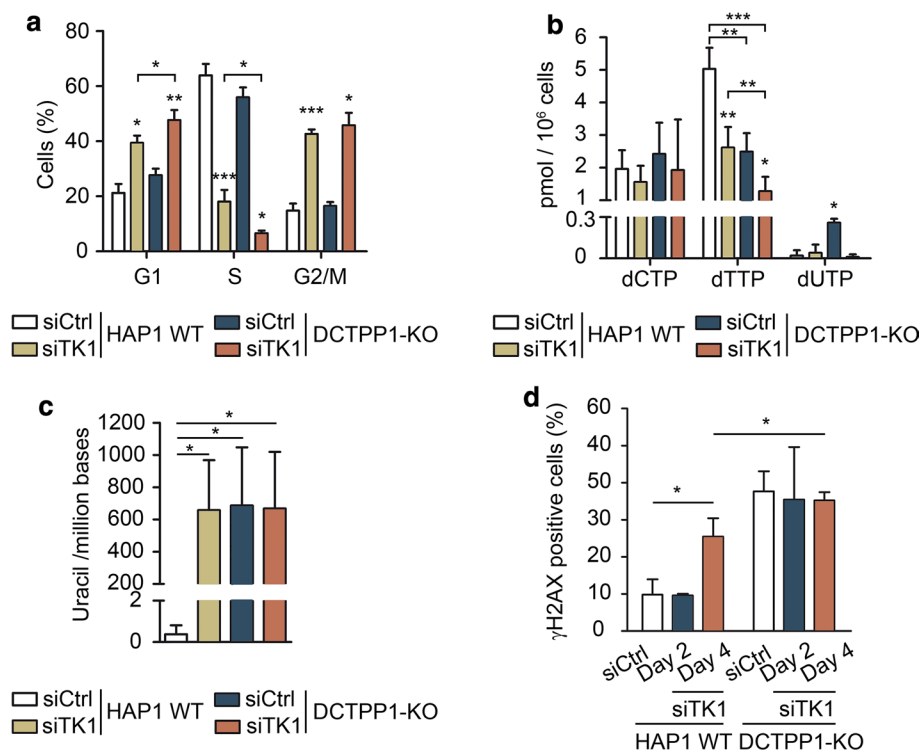 a
Cells (%)
80
60
40
20
0
*
*
**
*
***
*
***
*
G1
S
G2/M
siCtrl
siTK1
HAP1 WT
siCtrl
siTK1
DCTPP1-KO
b
pmol / 10⁶ cells
6
5
4
3
2
1
0.3
0
***
**
**
**
*
*
dCTP
dTTP
dUTP
siCtrl
siTK1
HAP1 WT
siCtrl
siTK1
DCTPP1-KO
c
Uracil /million bases
1200
1000
800
600
400
200
2
0
*
*
*
siCtrl
siTK1
HAP1 WT
siCtrl
siTK1
DCTPP1-KO
d
γH2AX positive cells (%)
60
50
30
20
10
0
*
*
siCtrl
Day 2
Day 4
siCtrl
Day 2
Day 4
siTK1
siTK1
HAP1 WT
DCTPP1-KO